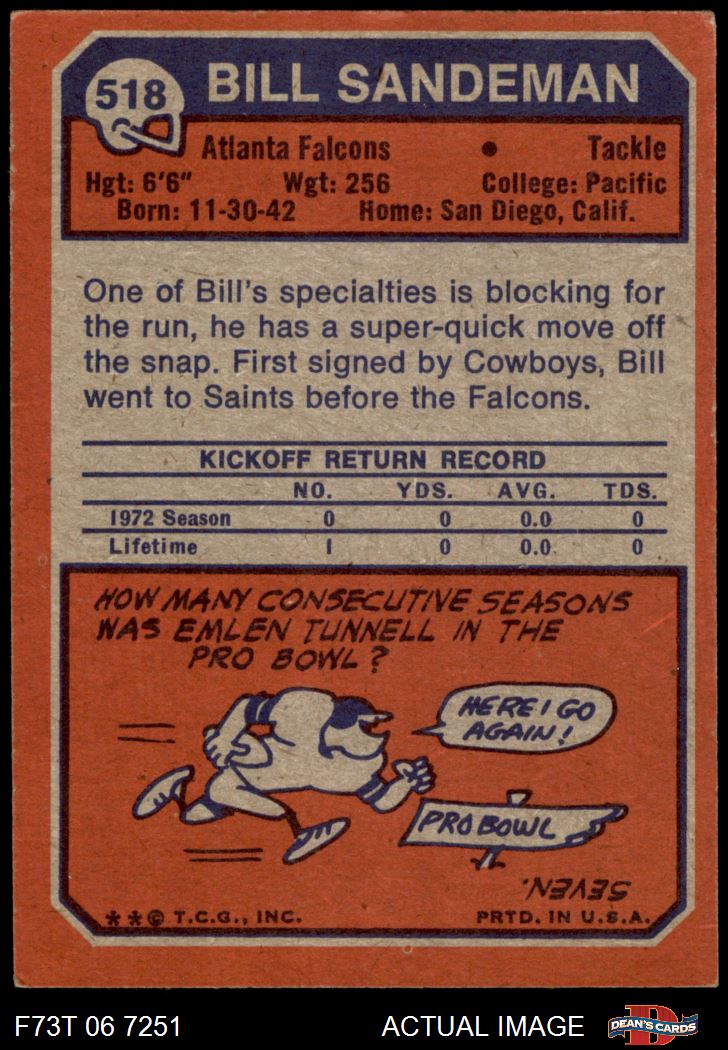 518
BILL SANDEMAN
Atlanta Falcons • Tackle
Hgt: 6'6" Wgt: 256 College: Pacific
Born: 11-30-42 Home: San Diego, Calif.
One of Bill's specialties is blocking for
the run, he has a super-quick move off
the snap. First signed by Cowboys, Bill
went to Saints before the Falcons.
KICKOFF RETURN RECORD
NO. YDS. AVG. TDS.
1972 Season 0 0 0.0 0
Lifetime 1 0 0.0 0
HOW MANY CONSECUTIVE SEASONS
WAS EMLEN TUNNELL IN THE
PRO BOWL?
HERE I GO
AGAIN!
PRO BOWL
SEVEN.
**© T.C.G., INC. PRTD. IN U.S.A.
F73T 06 7251 ACTUAL IMAGE
D
DEAN'S CARDS